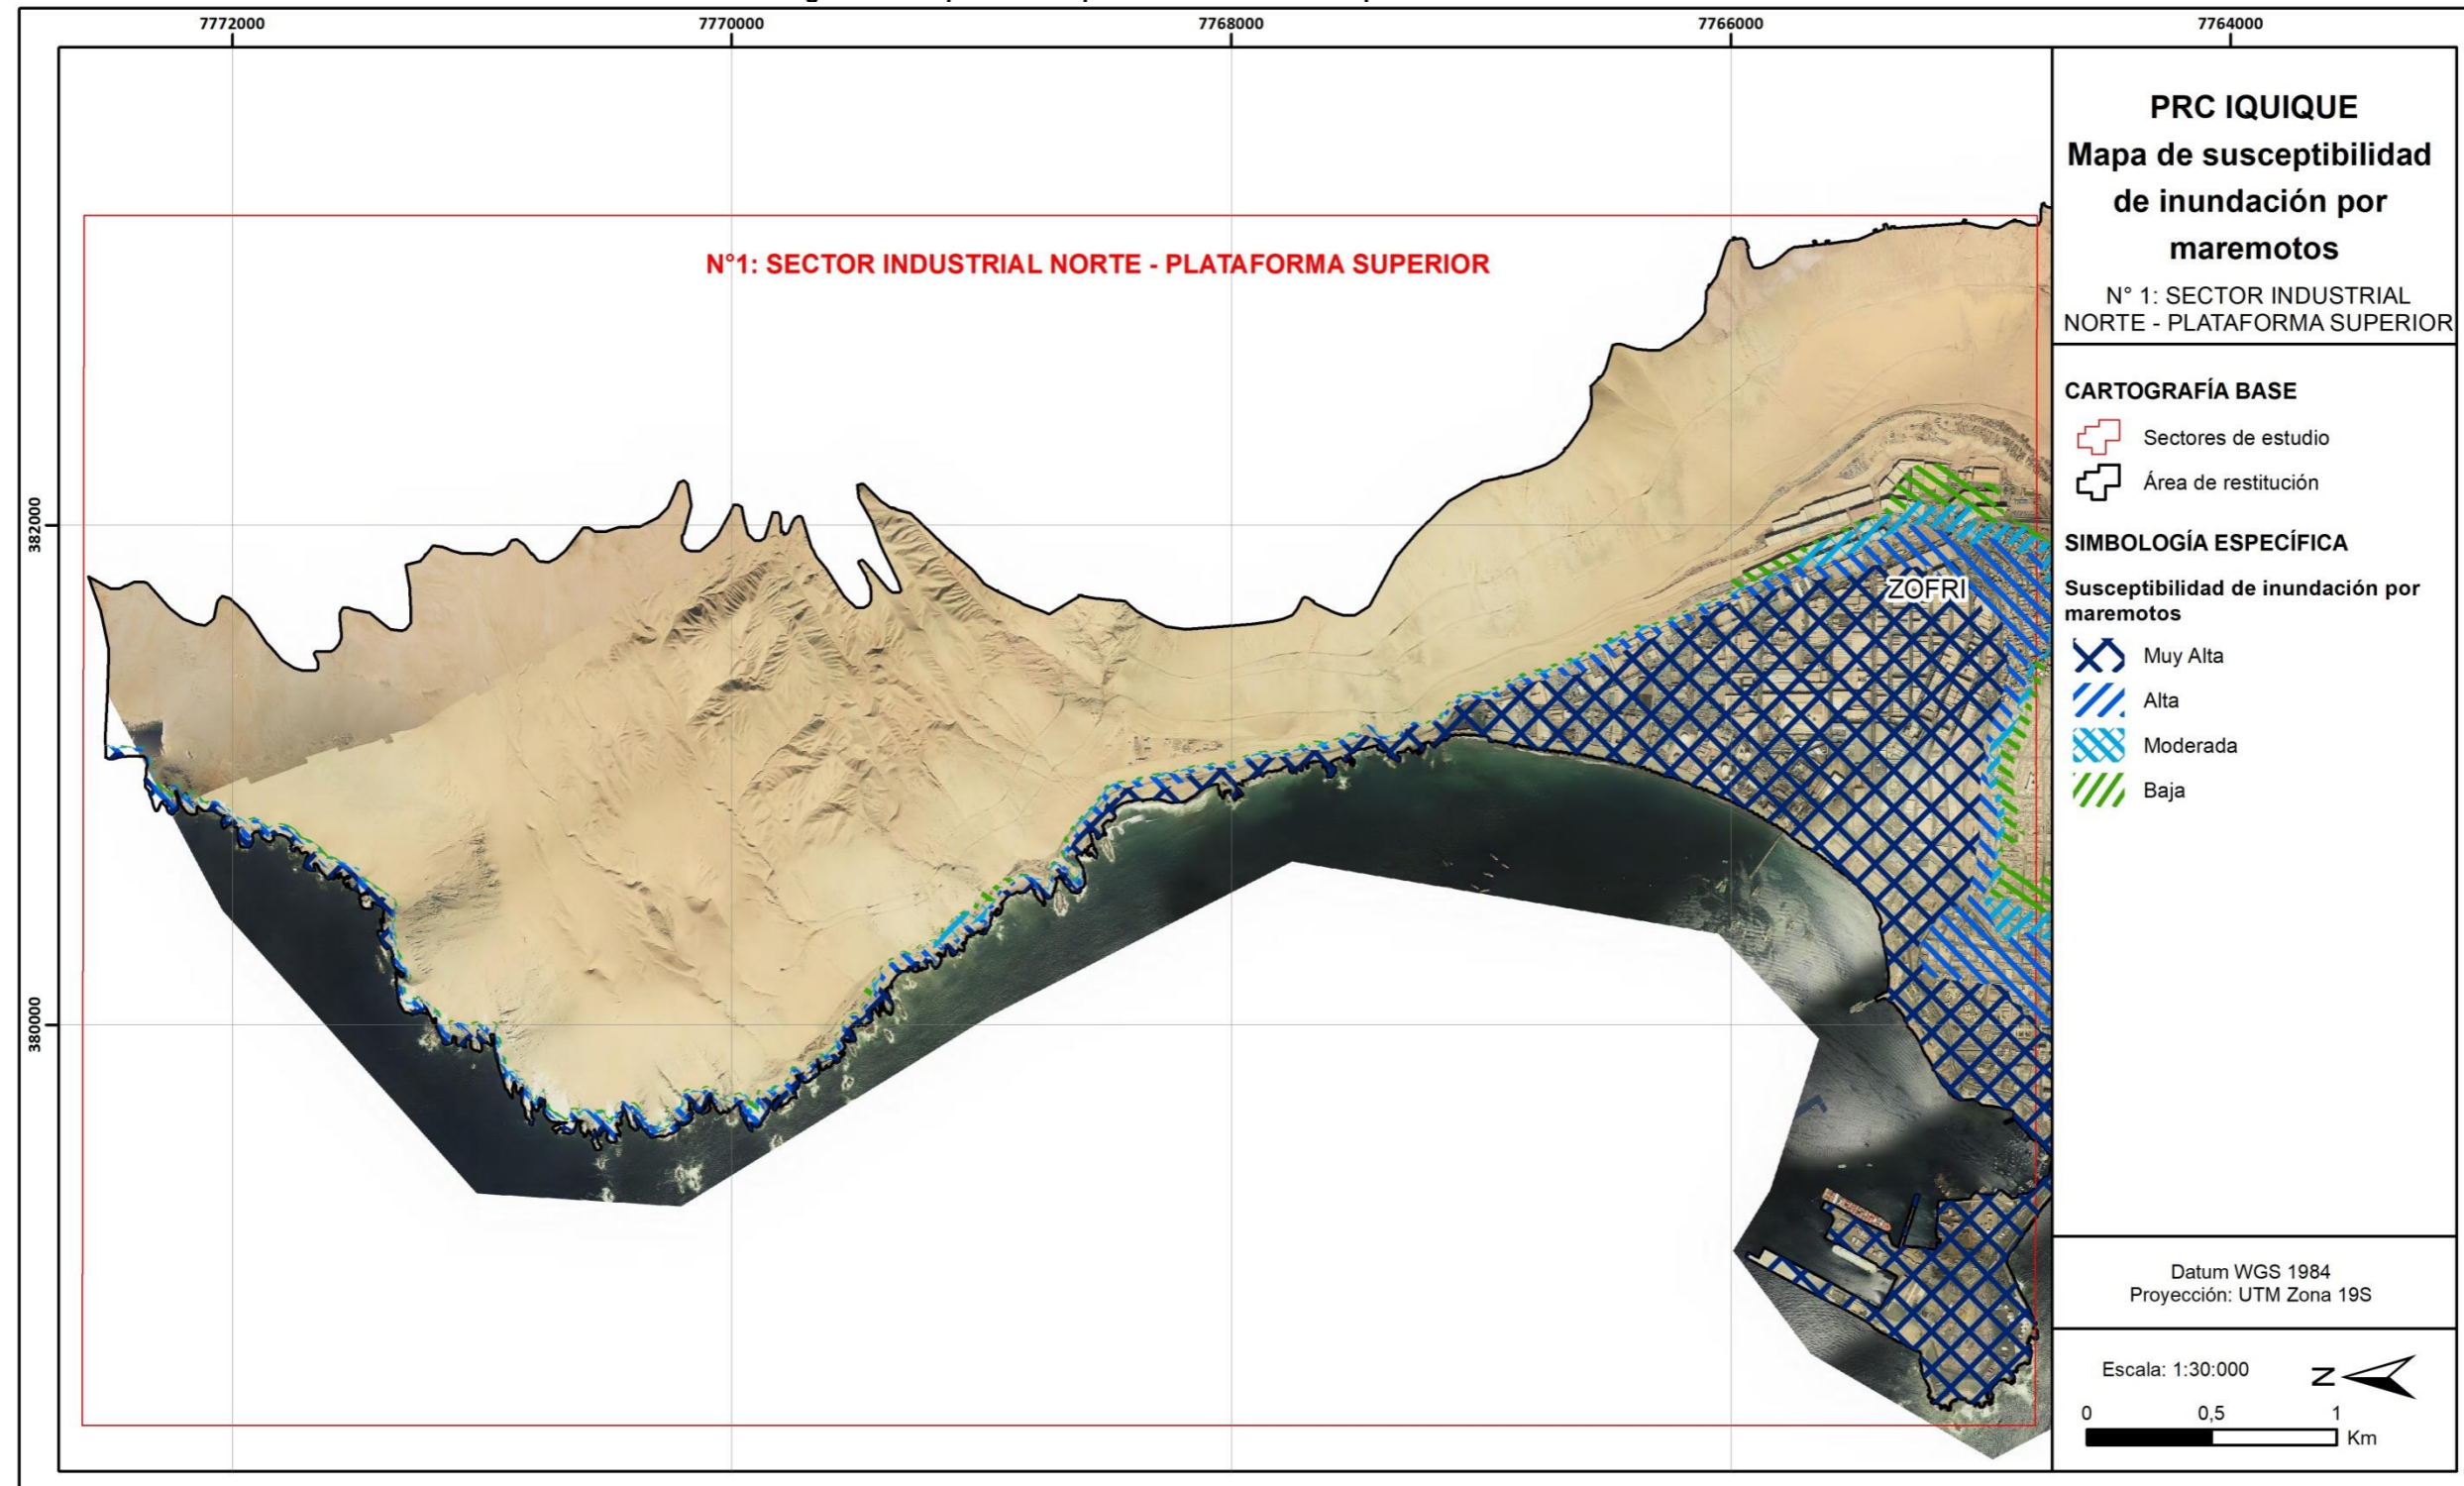 7772000
7770000
7768000
7766000
7764000
382000
380000
N°1: SECTOR INDUSTRIAL NORTE - PLATAFORMA SUPERIOR
ZOFRI
PRC IQUIQUE
Mapa de susceptibilidad
de inundación por
maremotos
N° 1: SECTOR INDUSTRIAL
NORTE - PLATAFORMA SUPERIOR
CARTOGRAFÍA BASE
Sectores de estudio
Área de restitución
SIMBOLOGÍA ESPECÍFICA
Susceptibilidad de inundación por
maremotos
Muy Alta
Alta
Moderada
Baja
Datum WGS 1984
Proyección: UTM Zona 19S
Escala: 1:30:000
N
0 0,5 1
Km